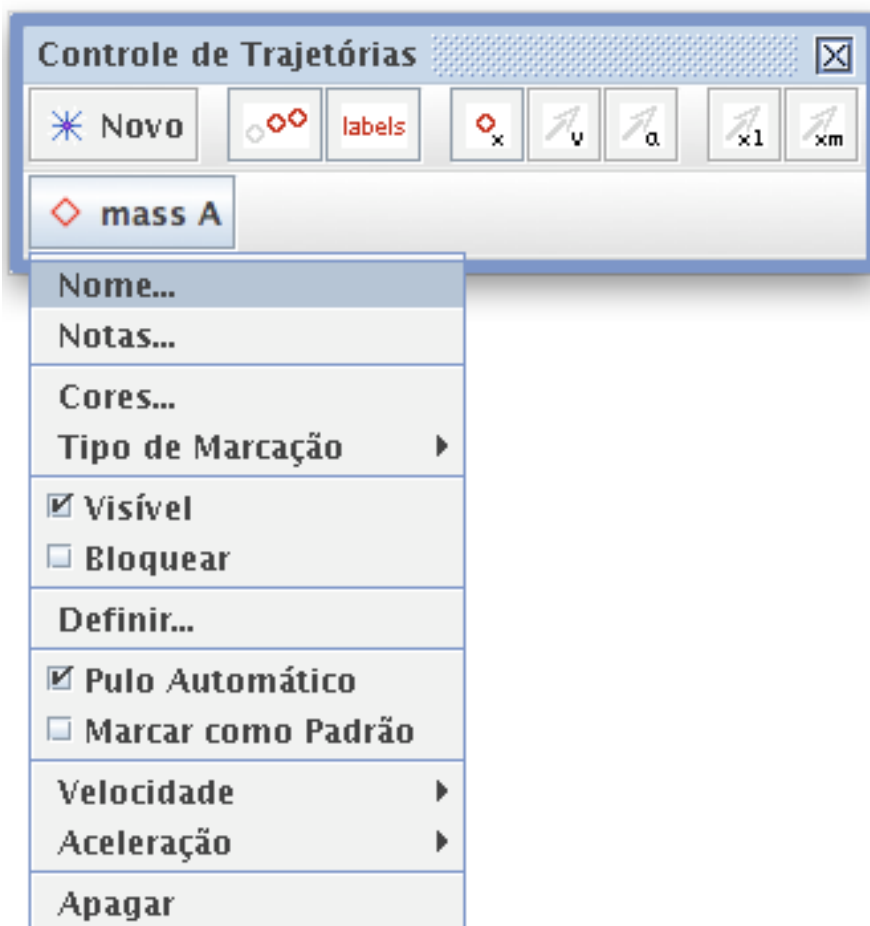 Controle de Trajetórias
Novo labels x v a x1 xm
mass A
Nome...
Notas...
Cores...
Tipo de Marcação
Visível
Bloquear
Definir...
Pulo Automático
Marcar como Padrão
Velocidade
Aceleração
Apagar